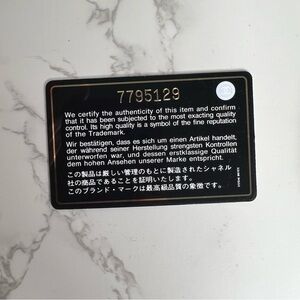 7795129
We certify the authenticity of this item and confirm
that it has been subjected to the most exacting quality
control. Its high quality is a symbol of the fine reputation
of the Trademark.
Wir bestätigen, dass es sich um einen Artikel handelt,
der während seiner Herstellung strengsten Kontrollen
unterworfen war, und dessen erstklassige Qualität
dem hohen Ansehen unserer Marke entspricht.
この製品は厳しい管理のもとに製造されたシャネル
社の商品であることを証明いたします。
このブランド・マークは最高級品質の象徴です。